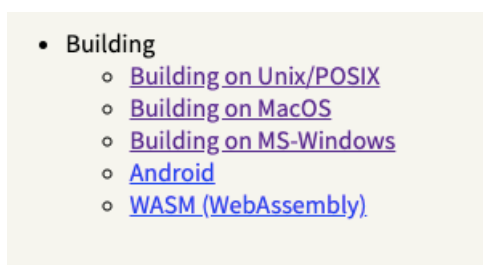 Building
Building on Unix/POSIX
Building on MacOS
Building on MS-Windows
Android
WASM (WebAssembly)